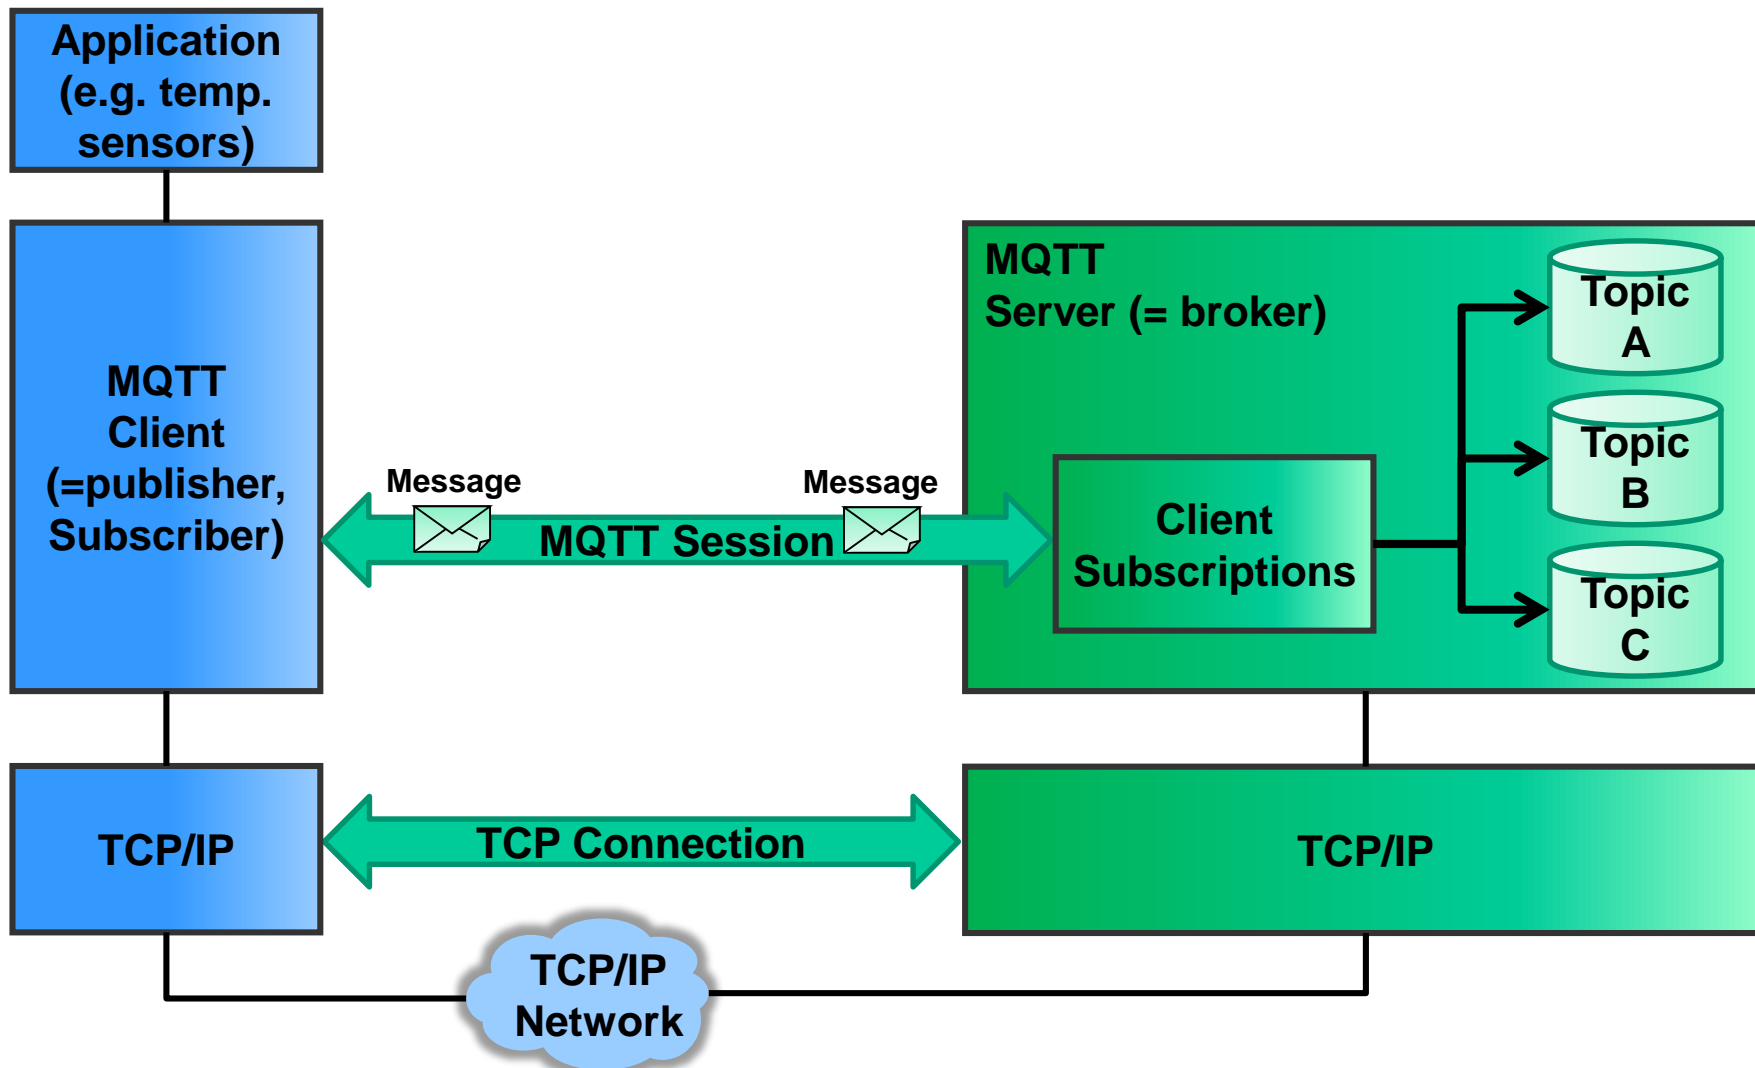 Application
(e.g. temp.
sensors)
MQTT
Client
(=publisher,
Subscriber)
Message
Message
MQTT Session
MQTT
Server (= broker)
Client
Subscriptions
Topic
A
Topic
B
Topic
C
TCP/IP
TCP Connection
TCP/IP
TCP/IP
Network